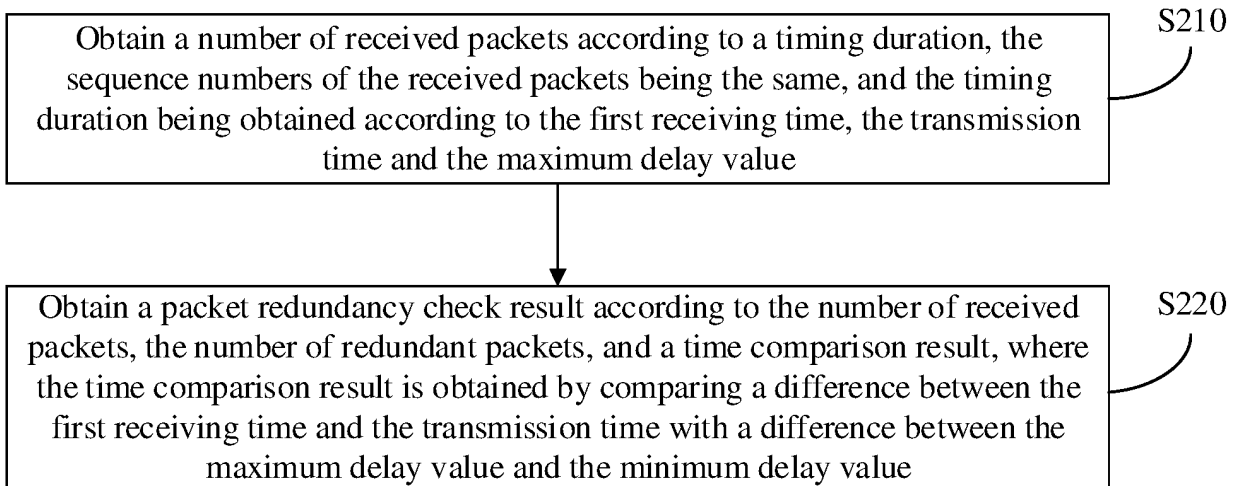 S210
Obtain a number of received packets according to a timing duration, the
sequence numbers of the received packets being the same, and the timing
duration being obtained according to the first receiving time, the transmission
time and the maximum delay value
S220
Obtain a packet redundancy check result according to the number of received
packets, the number of redundant packets, and a time comparison result, where
the time comparison result is obtained by comparing a difference between the
first receiving time and the transmission time with a difference between the
maximum delay value and the minimum delay value